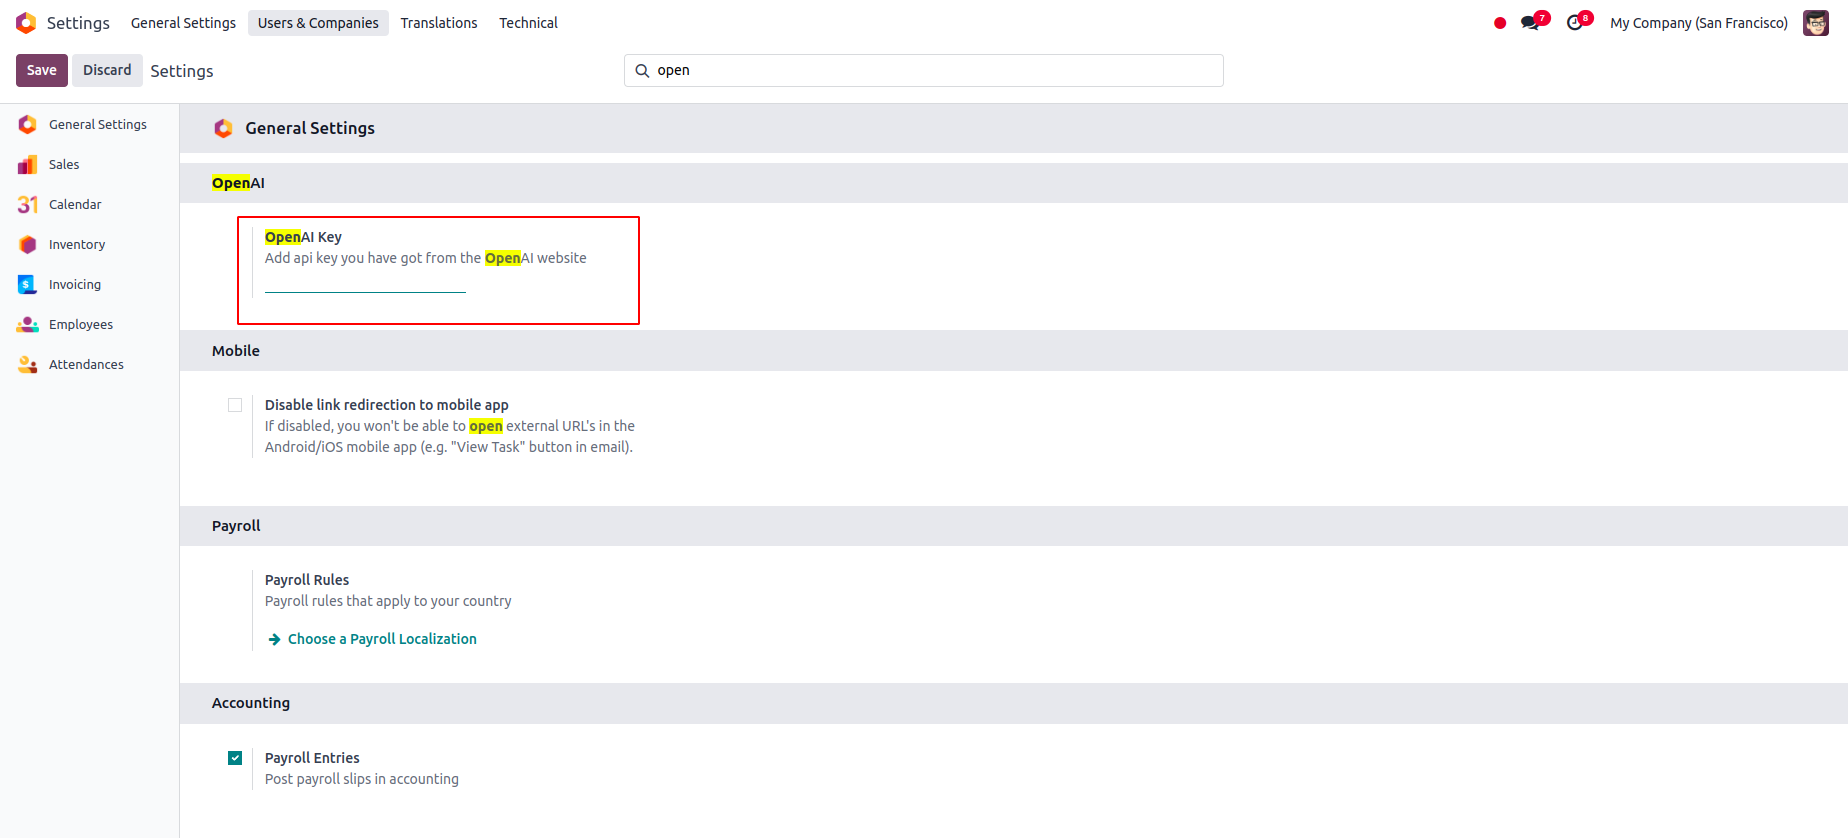 Settings General Settings Users & Companies Translations Technical 7 8 My Company (San Francisco)
Save Discard Settings open
General Settings
Sales
31 Calendar
Inventory
$ Invoicing
Employees
Attendances
General Settings
OpenAI
OpenAI Key
Add api key you have got from the OpenAI website
Mobile
Disable link redirection to mobile app
If disabled, you won't be able to open external URL's in the
Android/iOS mobile app (e.g. "View Task" button in email).
Payroll
Payroll Rules
Payroll rules that apply to your country
Choose a Payroll Localization
Accounting
Payroll Entries
Post payroll slips in accounting